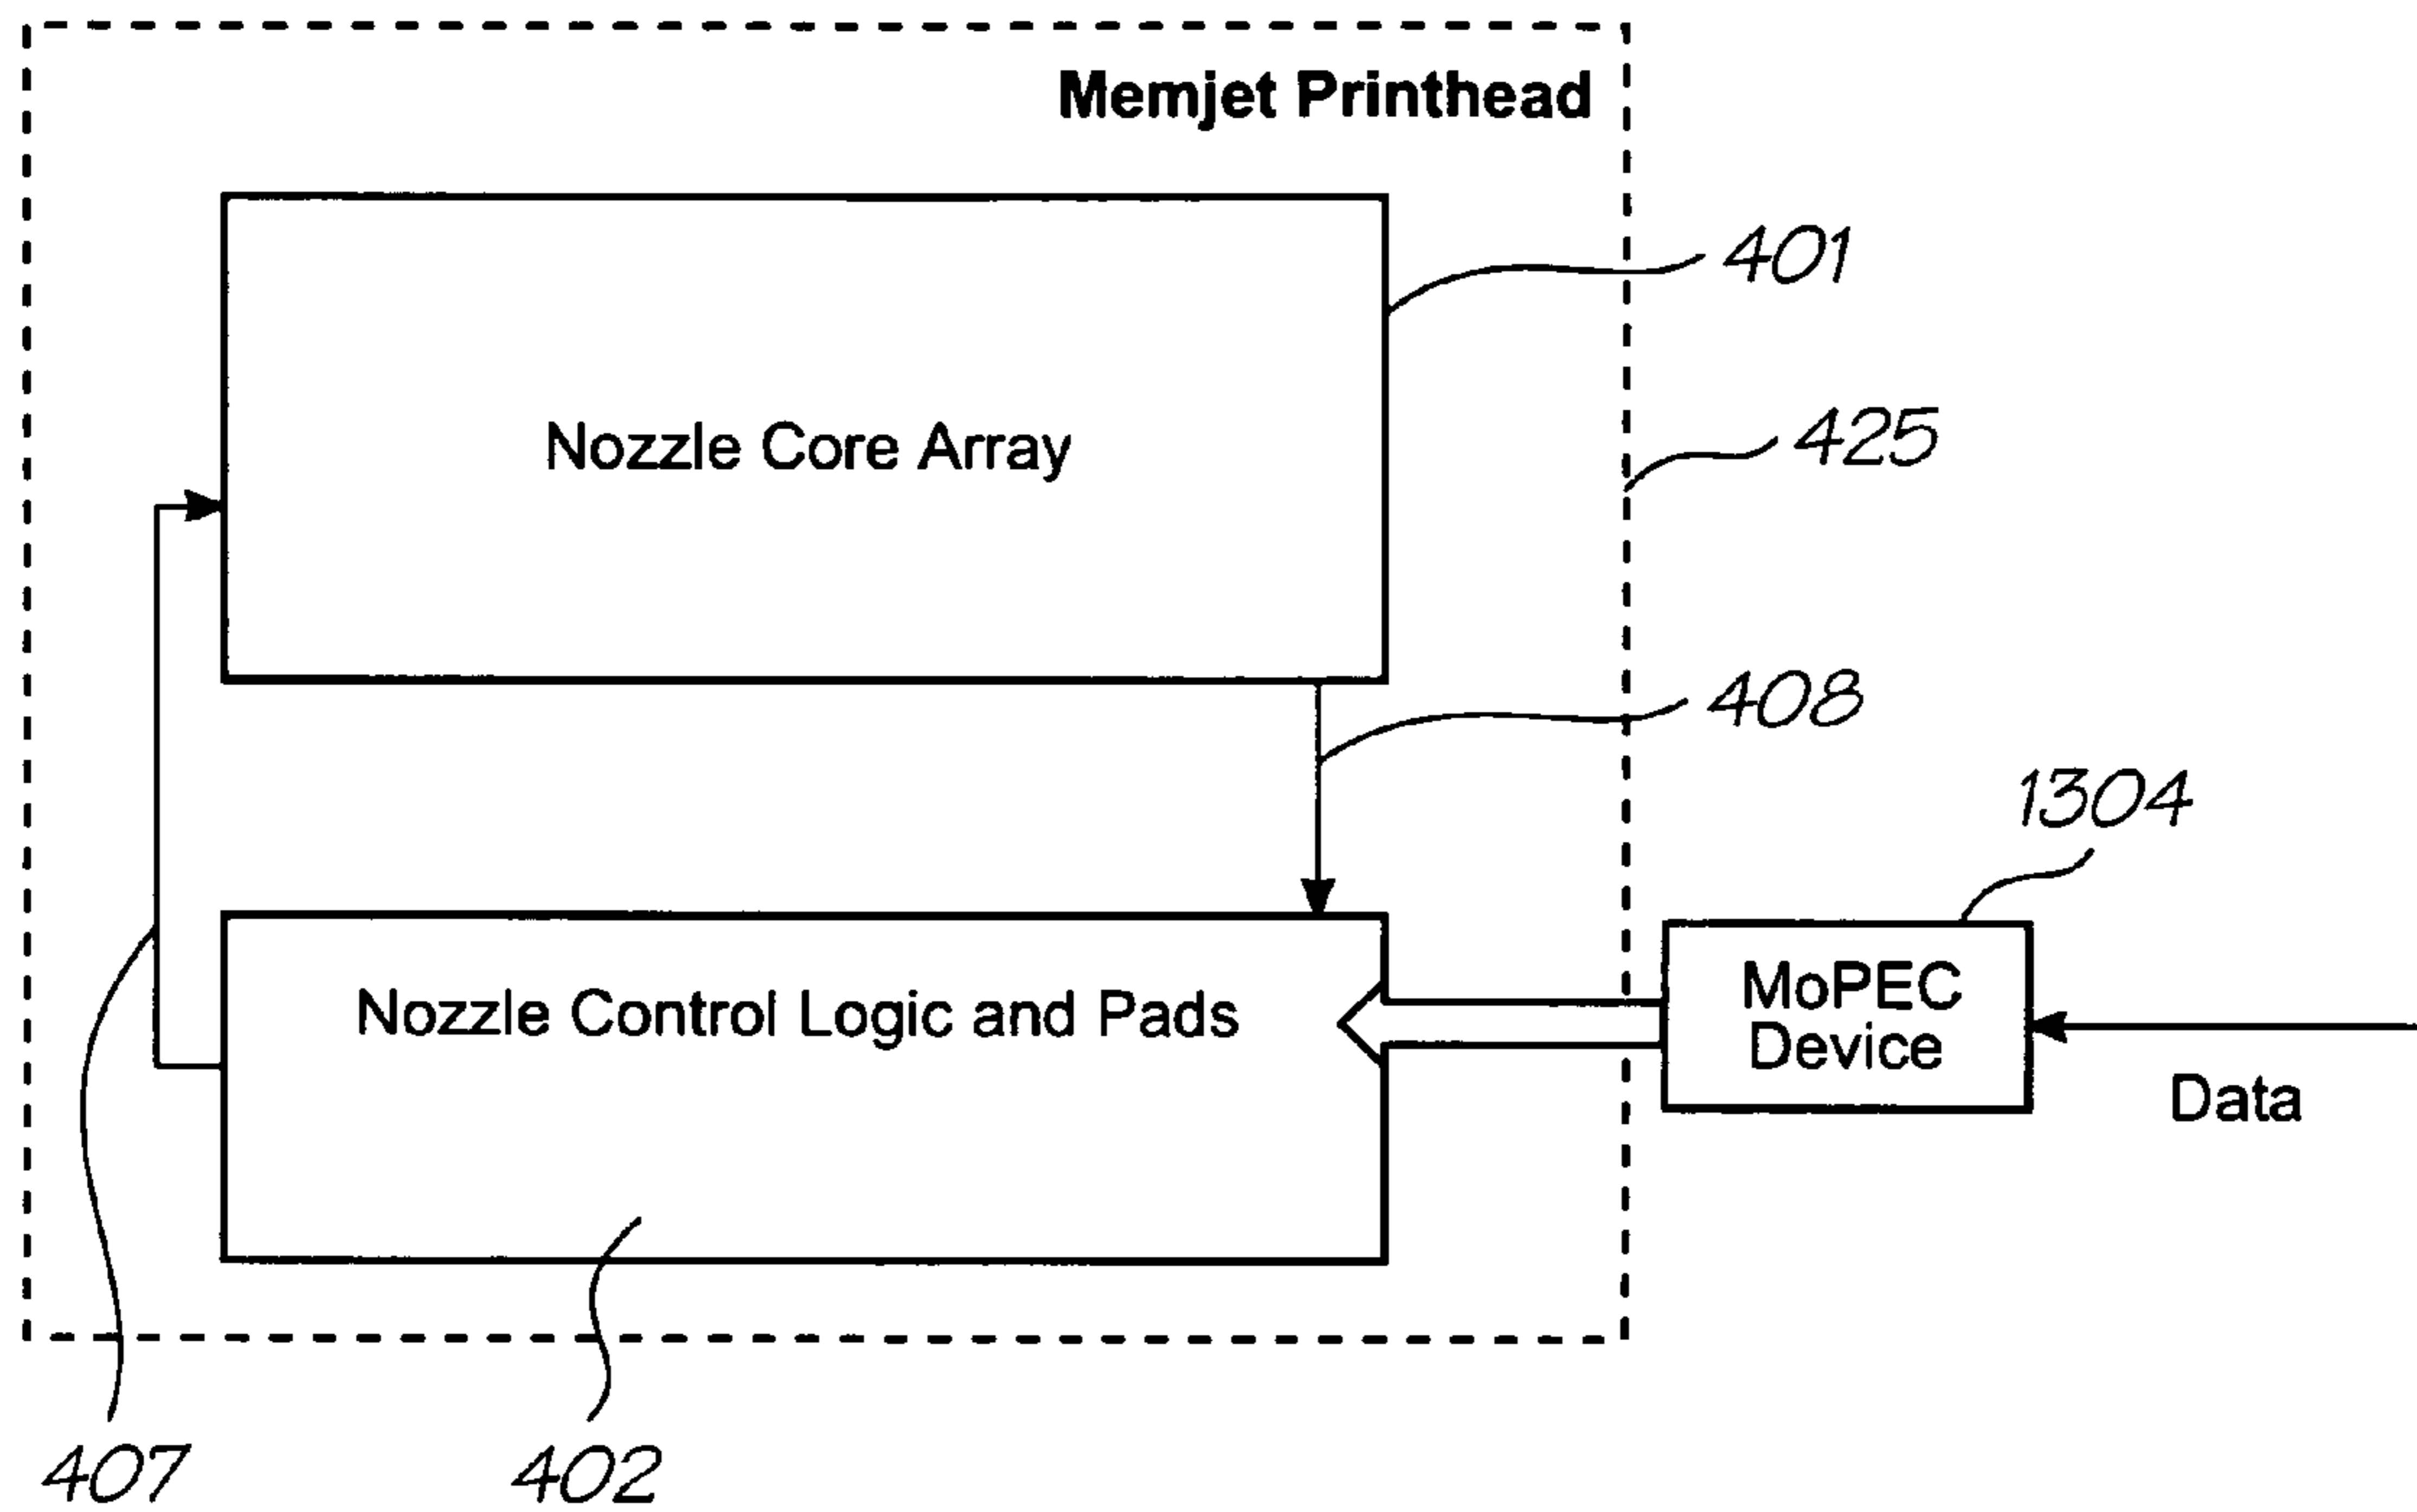 Memjet Printhead
401
Nozzle Core Array
425
408
1304
Nozzle Control Logic and Pads
MoPEC
Device
Data
407
402